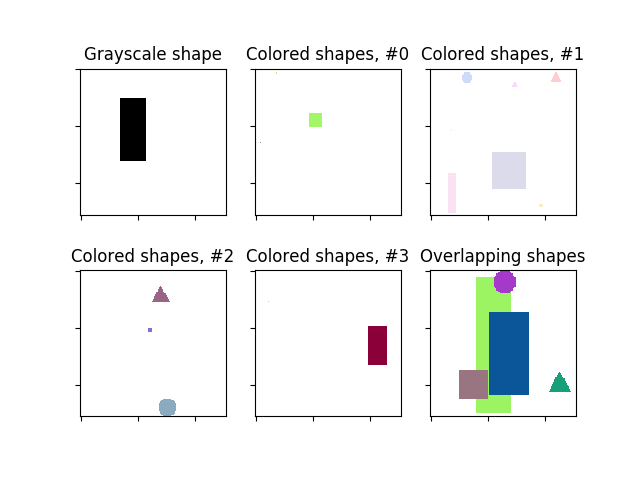 Grayscale shape
Colored shapes, #0
Colored shapes, #1
Colored shapes, #2
Colored shapes, #3
Overlapping shapes